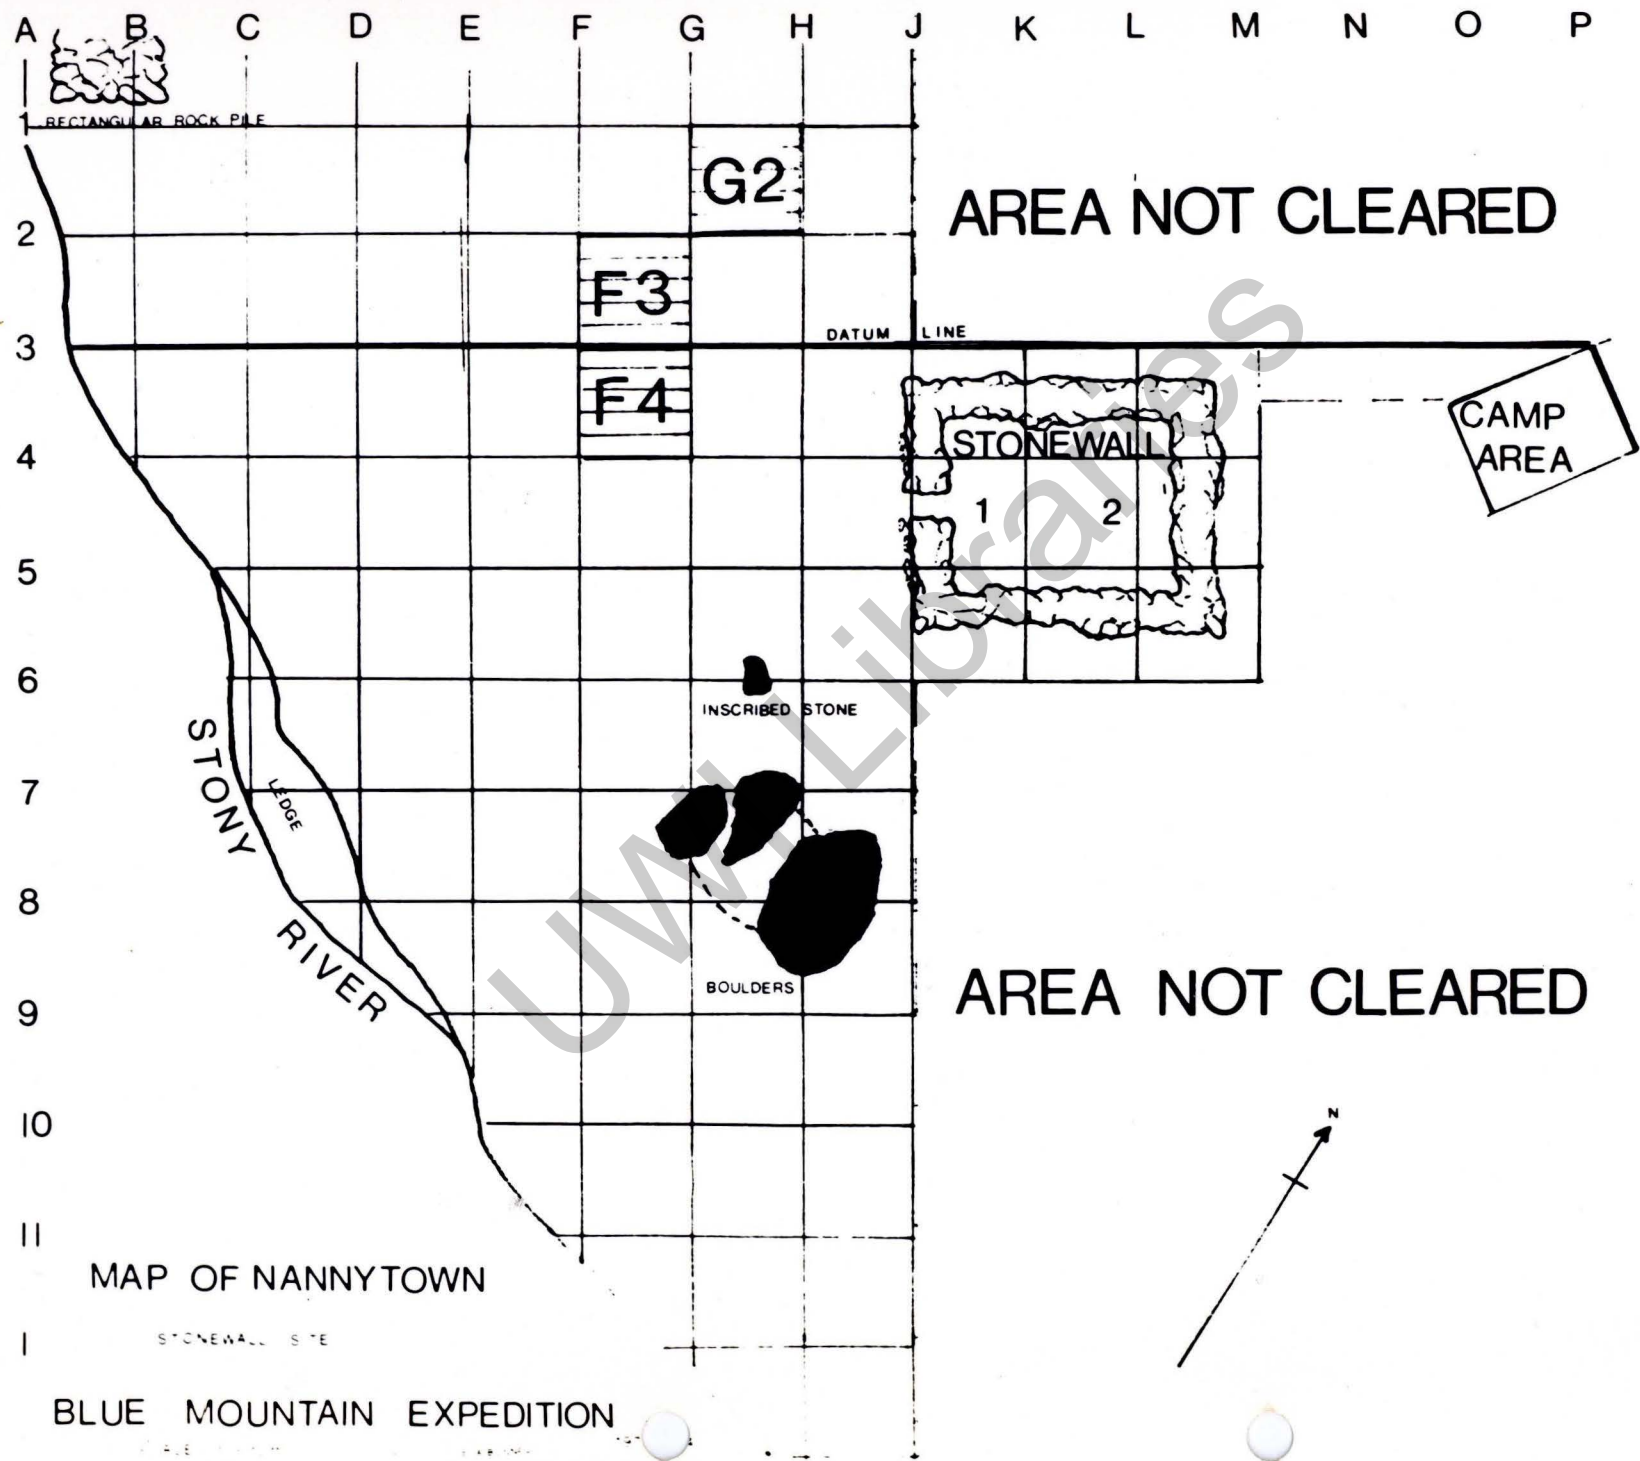 A B C D E F G H J K L M N O P
1 RECTANGULAR ROCK PILE
G2
AREA NOT CLEARED
2
F3
DATUM LINE
3
F4
CAMP
AREA
STONEWALL
4
1 2
5
6
INSCRIBED STONE
STONY
7
LEDGE
8
RIVER
BOULDERS
AREA NOT CLEARED
9
N
10
11
MAP OF NANNYTOWN
STONEWALL SITE
1
BLUE MOUNTAIN EXPEDITION
UWI Libraries